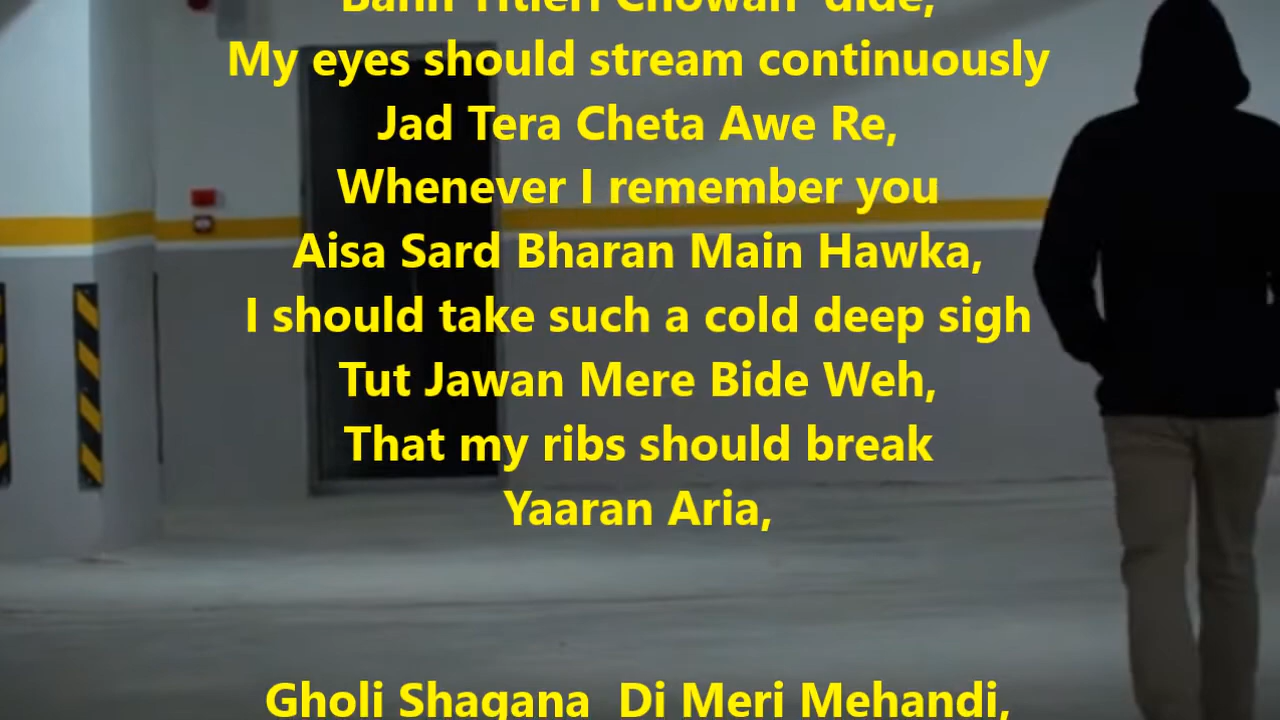 Bann Titieri Chowan dide,
My eyes should stream continuously
Jad Tera Cheta Awe Re,
Whenever I remember you
Aisa Sard Bharan Main Hawka,
I should take such a cold deep sigh
Tut Jawan Mere Bide Weh,
That my ribs should break
Yaaran Aria,
Gholi Shagana Di Meri Mehandi,